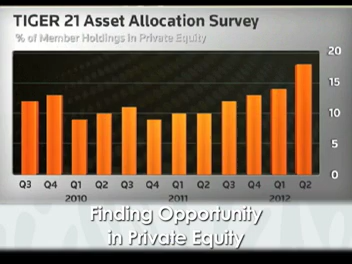 TIGER 21 Asset Allocation Survey
% of Member Holdings in Private Equity
20
15
10
5
0
Q3 Q4 Q1 Q2 Q3 Q4 Q1 Q2 Q3 Q4 Q1 Q2
2010 2011 2012
Finding Opportunity
in Private Equity